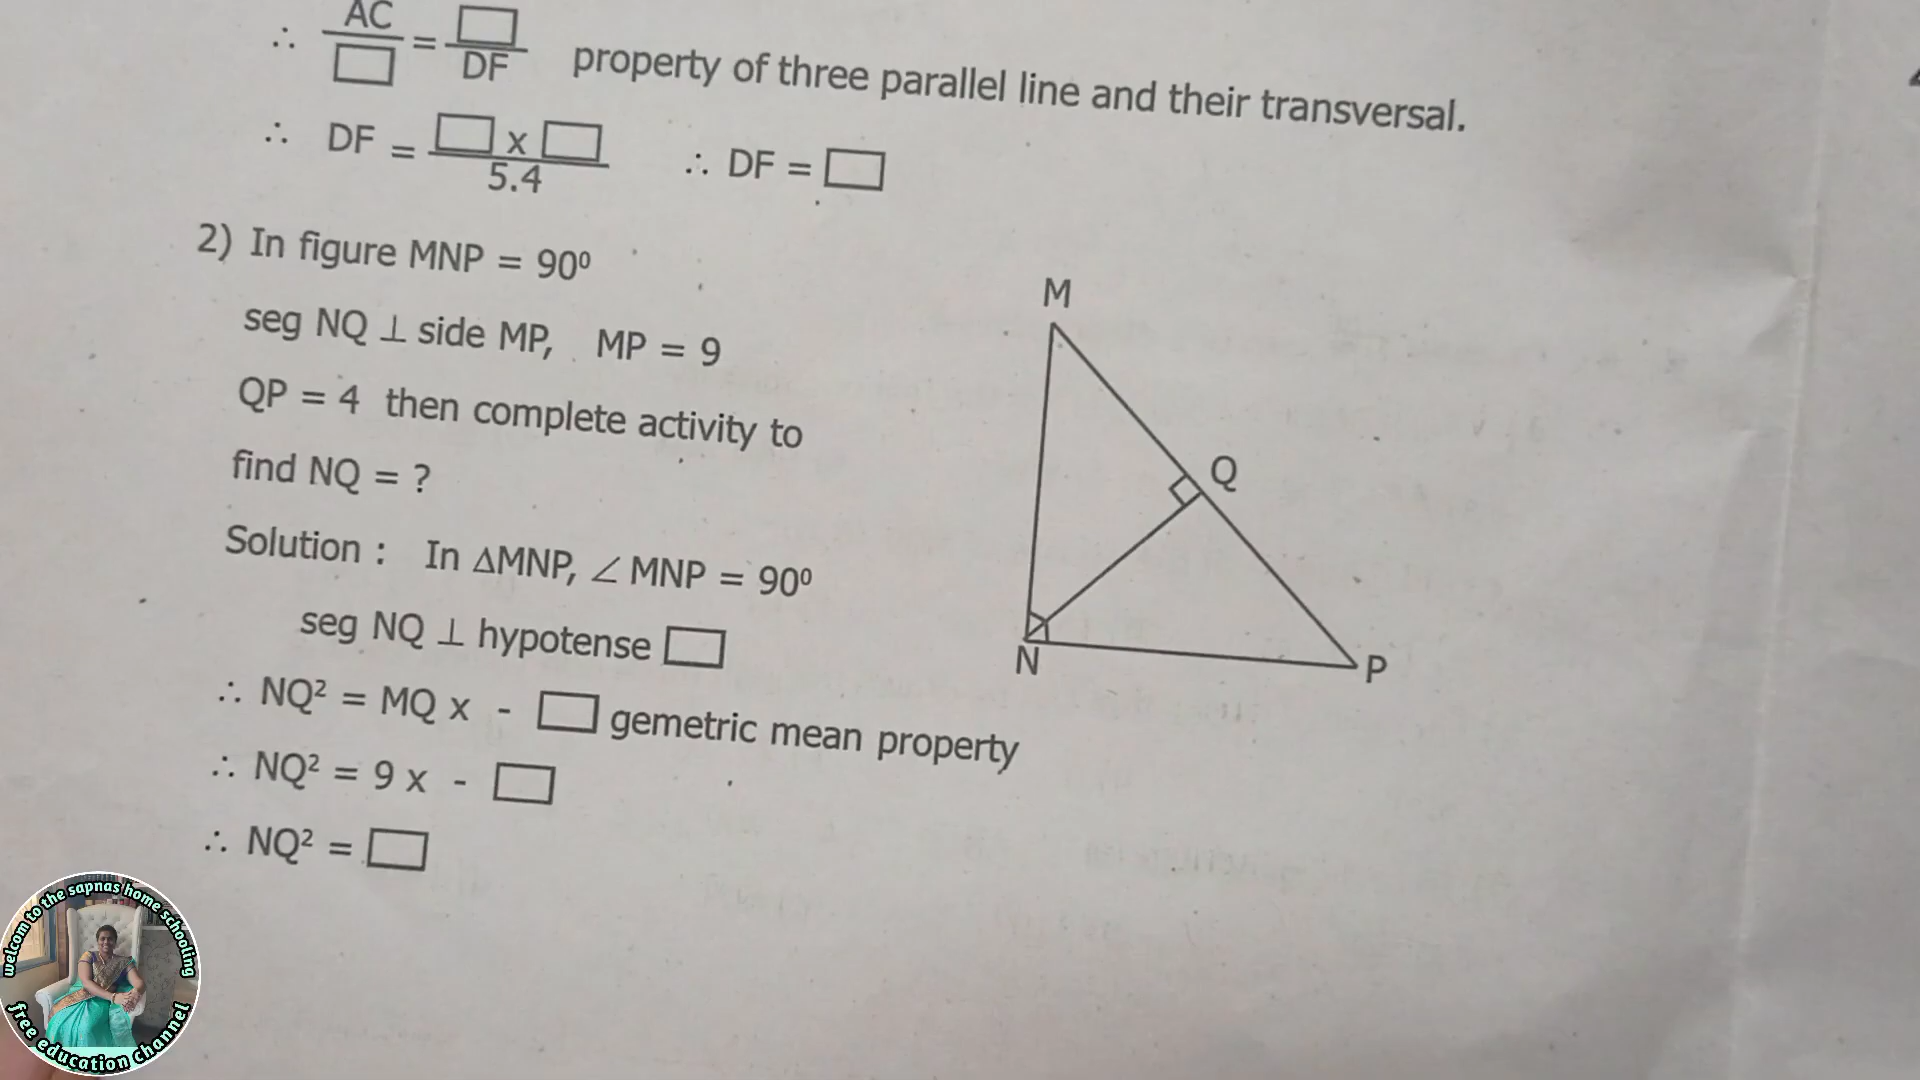 ∴ AC/□ = □/DF property of three parallel line and their transversal.
∴ DF = □ x □/5.4 ∴ DF = □
2) In figure MNP = 90⁰
seg NQ ⊥ side MP, MP = 9
QP = 4 then complete activity to
find NQ = ?
Solution : In ΔMNP, ∠MNP = 90⁰
seg NQ ⊥ hypotense □
∴ NQ² = MQ x - □ gemetric mean property
∴ NQ² = 9 x - □
∴ NQ² = □
M
Q
N
P
welcom to the sapnas home schooling
free education channel